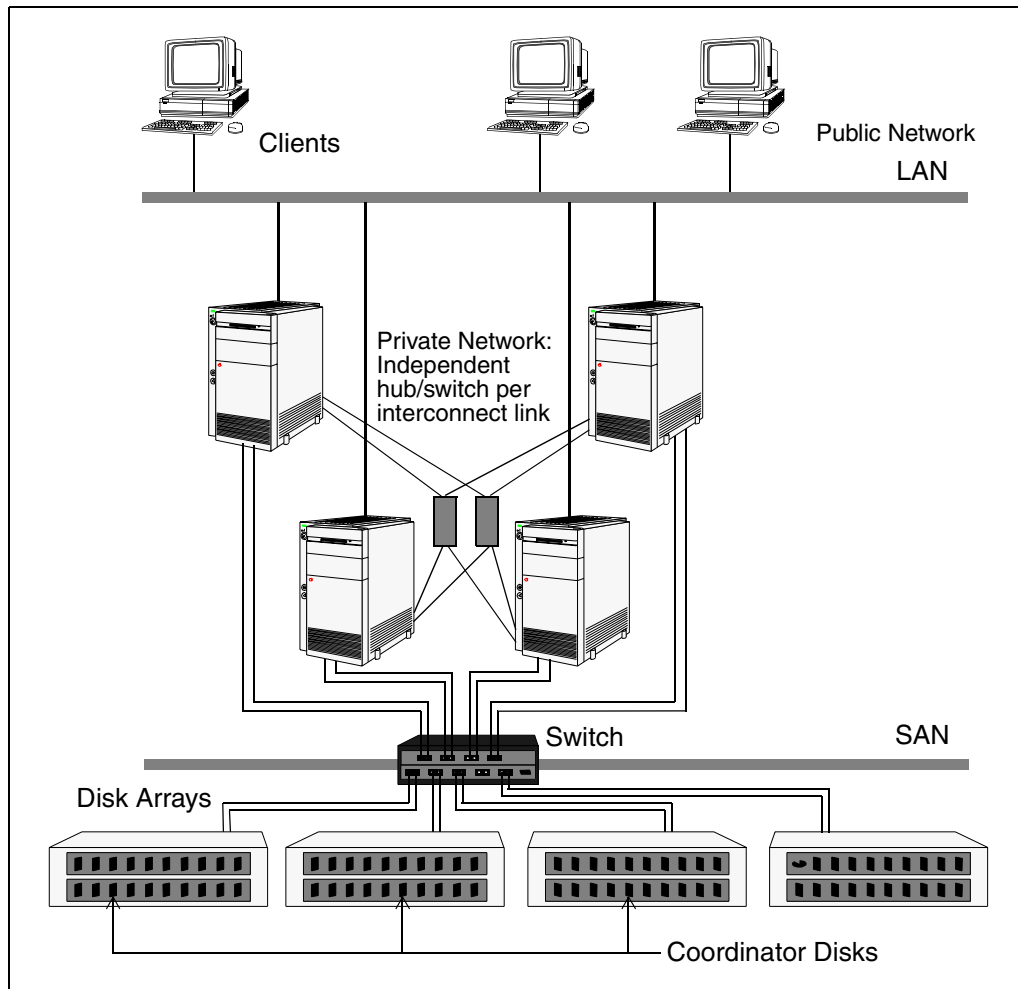 Clients
Public Network
LAN
Private Network:
Independent
hub/switch per
interconnect link
Switch
SAN
Disk Arrays
Coordinator Disks